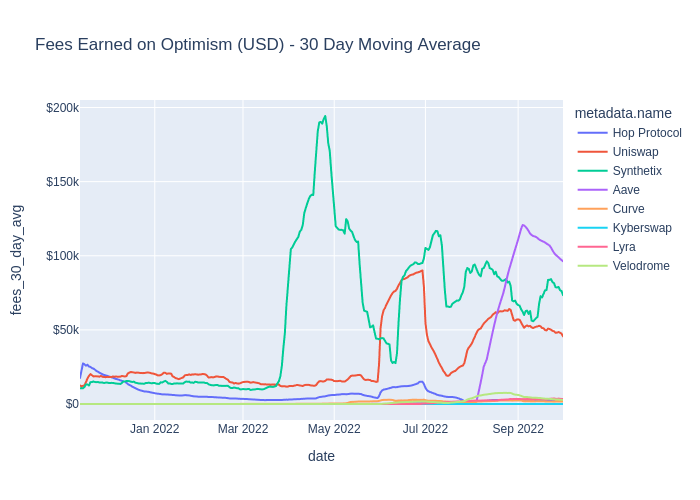 Fees Earned on Optimism (USD) - 30 Day Moving Average
metadata.name
Hop Protocol
Uniswap
Synthetix
Aave
Curve
Kyberswap
Lyra
Velodrome
fees_30_day_avg
$200k
$150k
$100k
$50k
$0
Jan 2022
Mar 2022
May 2022
Jul 2022
Sep 2022
date